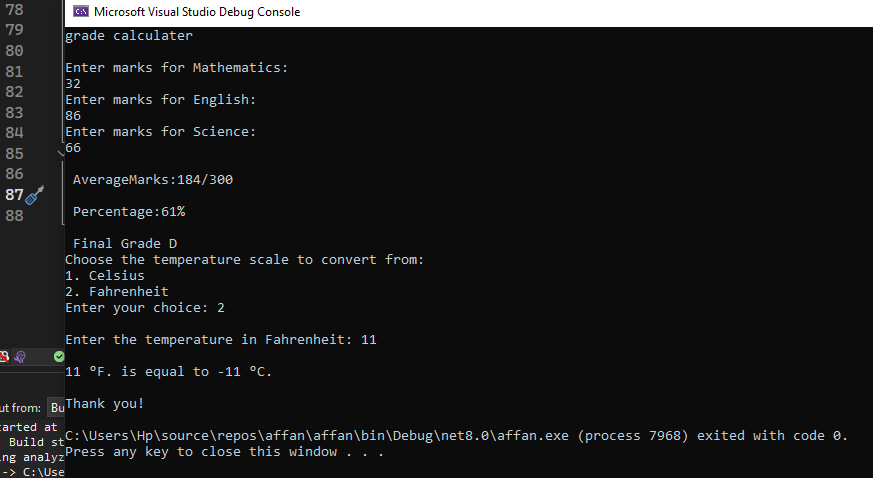 78
79
80
81
82
83
84
85
86
87
88
Microsoft Visual Studio Debug Console
grade calculater
Enter marks for Mathematics:
32
Enter marks for English:
86
Enter marks for Science:
66
AverageMarks:184/300
Percentage:61%
Final Grade D
Choose the temperature scale to convert from:
1. Celsius
2. Fahrenheit
Enter your choice: 2
Enter the temperature in Fahrenheit: 11
11 ºF. is equal to -11 ºC.
Thank you!
C:\Users\Hp\source\repos\affan\affan\bin\Debug\net8.0\affan.exe (process 7968) exited with code 0.
Press any key to close this window . . .
ut from: Bu
tarted at
Build st
ng analyz
-> C:\Use